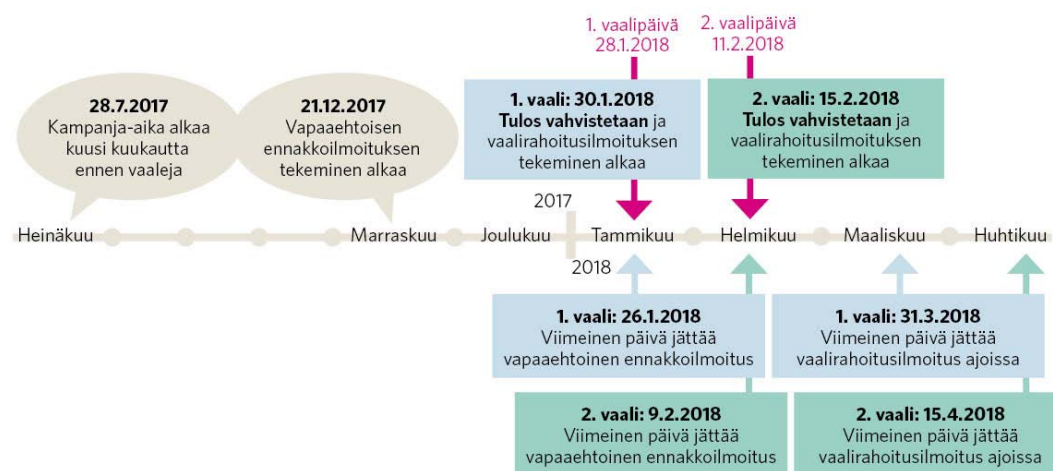 1. vaalipäivä
28.1.2018
2. vaalipäivä
11.2.2018
28.7.2017
Kampanja-aika alkaa
kuusi kuukautta
ennen vaaleja
21.12.2017
Vapaaehtoisen
ennakkoilmoituksen
tekeminen alkaa
1. vaali: 30.1.2018
Tulos vahvistetaan ja
vaalirahoitusilmoituksen
tekeminen alkaa
2. vaali: 15.2.2018
Tulos vahvistetaan ja
vaalirahoitusilmoituksen
tekeminen alkaa
2017
Heinäkuu
Marraskuu
Joulukuu
Tammikuu
Helmikuu
Maaliskuu
Huhtikuu
2018
1. vaali: 26.1.2018
Viimeinen päivä jättää
vapaaehtoinen ennakkoilmoitus
1. vaali: 31.3.2018
Viimeinen päivä jättää
vaalirahoitusilmoitus ajoissa
2. vaali: 9.2.2018
Viimeinen päivä jättää
vapaaehtoinen ennakkoilmoitus
2. vaali: 15.4.2018
Viimeinen päivä jättää
vaalirahoitusilmoitus ajoissa